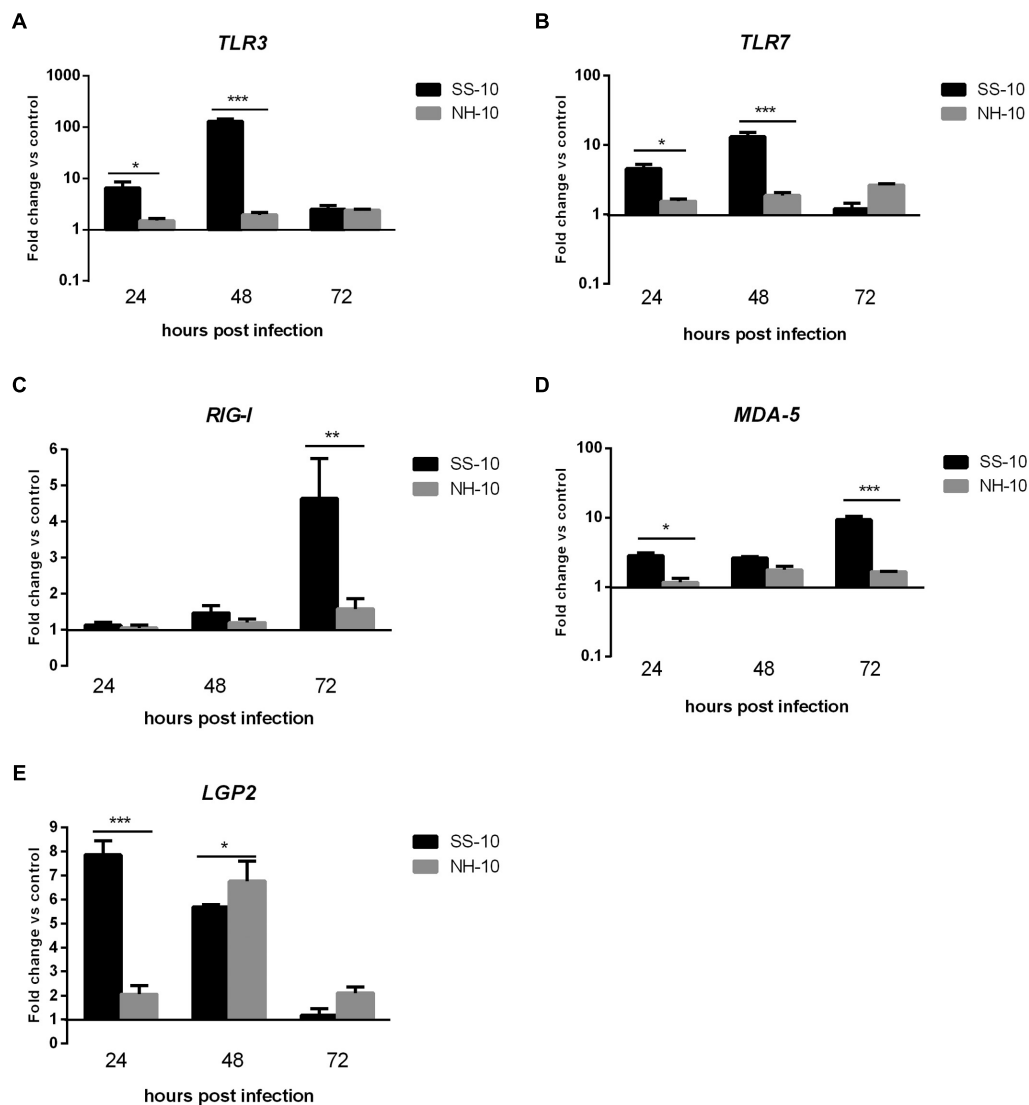 A
TLR3
Fold change vs control
1000
100
10
1
0.1
*
***
SS-10
NH-10
24 48 72
hours post infection
B
TLR7
Fold change vs control
100
10
1
0.1
*
***
SS-10
NH-10
24 48 72
hours post infection
C
RIG-I
Fold change vs control
6
5
4
3
2
1
0
**
SS-10
NH-10
24 48 72
hours post infection
D
MDA-5
Fold change vs control
100
10
1
0.1
*
***
SS-10
NH-10
24 48 72
hours post infection
E
LGP2
Fold change vs control
9
8
7
6
5
4
3
2
1
0
***
*
SS-10
NH-10
24 48 72
hours post infection